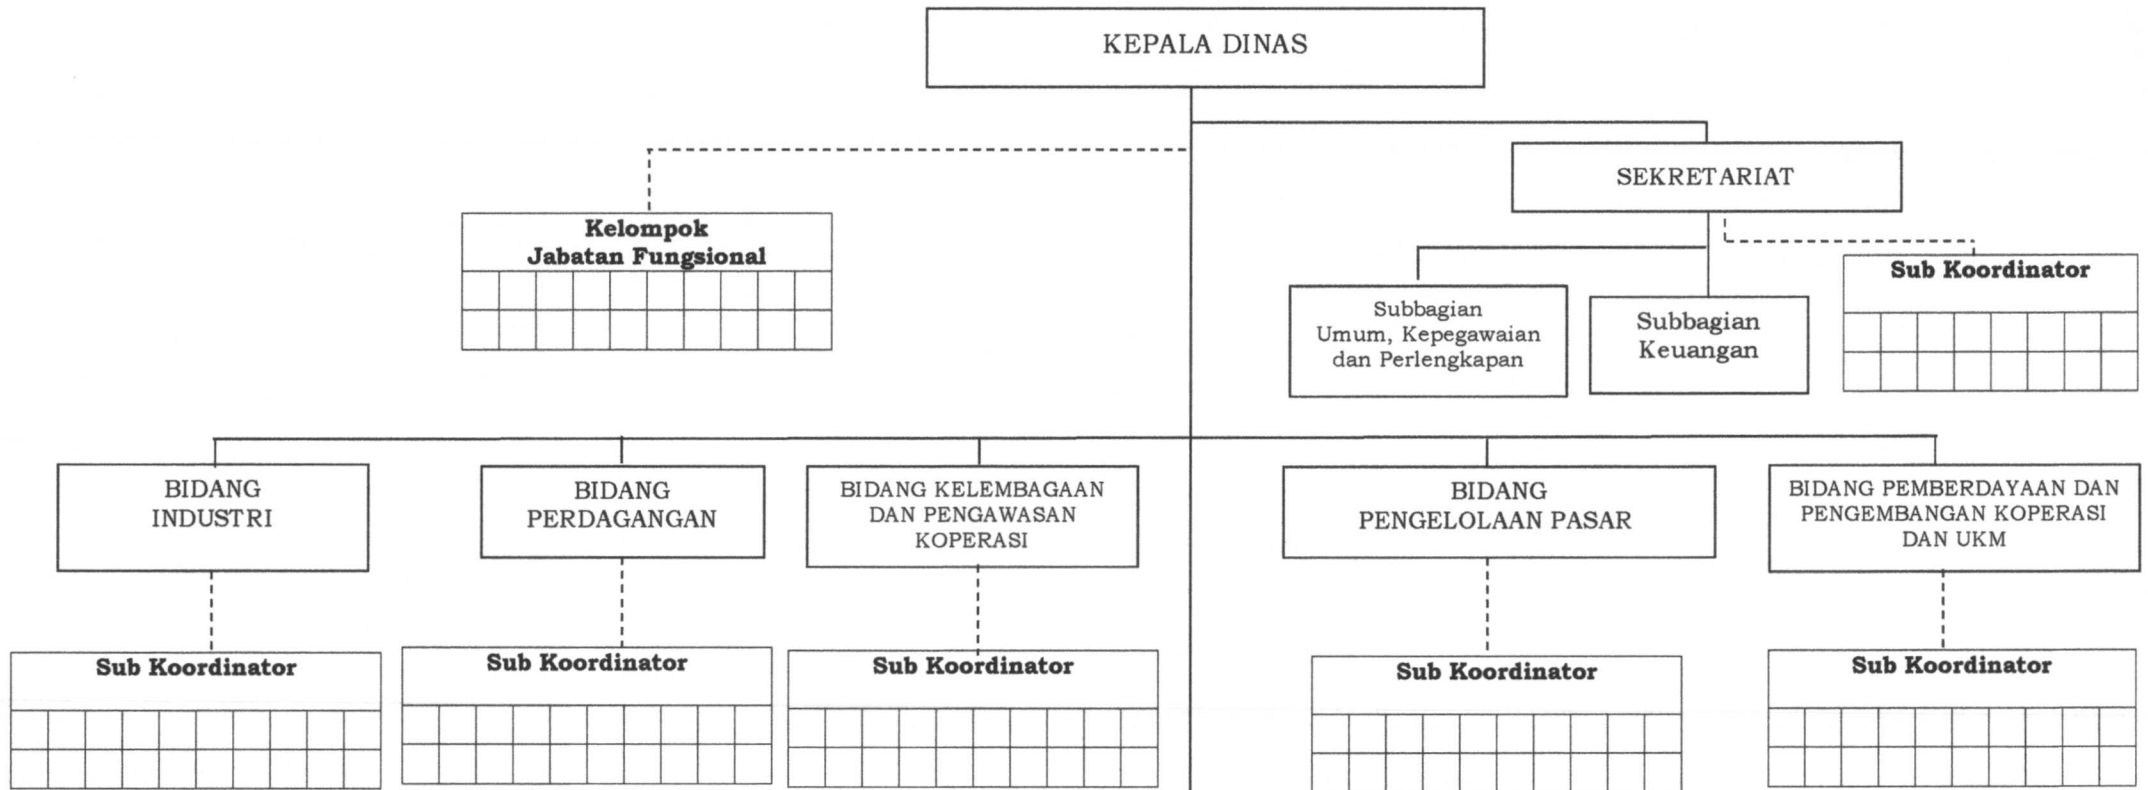 KEPALA DINAS
SEKRETARIAT
Kelompok
Jabatan Fungsional
Sub Koordinator
Subbagian
Umum, Kepegawaian
dan Perlengkapan
Subbagian
Keuangan
BIDANG
INDUSTRI
BIDANG
PERDAGANGAN
BIDANG KELEMBAGAAN
DAN PENGAWASAN
KOPERASI
BIDANG
PENGELOLAAN PASAR
BIDANG PEMBERDAYAAN DAN
PENGEMBANGAN KOPERASI
DAN UKM
Sub Koordinator
Sub Koordinator
Sub Koordinator
Sub Koordinator
Sub Koordinator